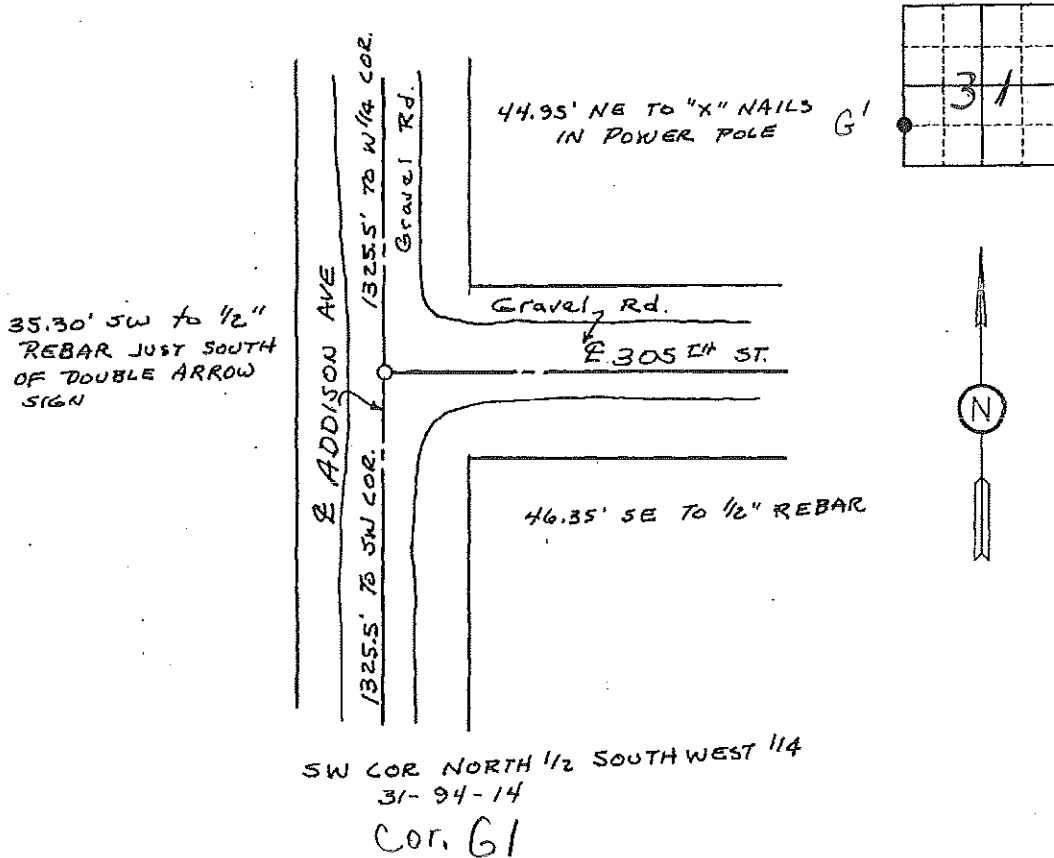 44.95' NE TO "X" NAILS
IN POWER POLE
G'
31
1325.5' TO W 1/4 COR.
Gravel Rd.
Gravel Rd.
℄ 305TH ST.
35.30' SW to 1/2"
REBAR JUST SOUTH
OF DOUBLE ARROW
SIGN
℄ ADDISON AVE
N
1325.5' TO SW COR.
46.35' SE TO 1/2" REBAR
SW COR NORTH 1/2 SOUTHWEST 1/4
31-94-14
Cor. G1